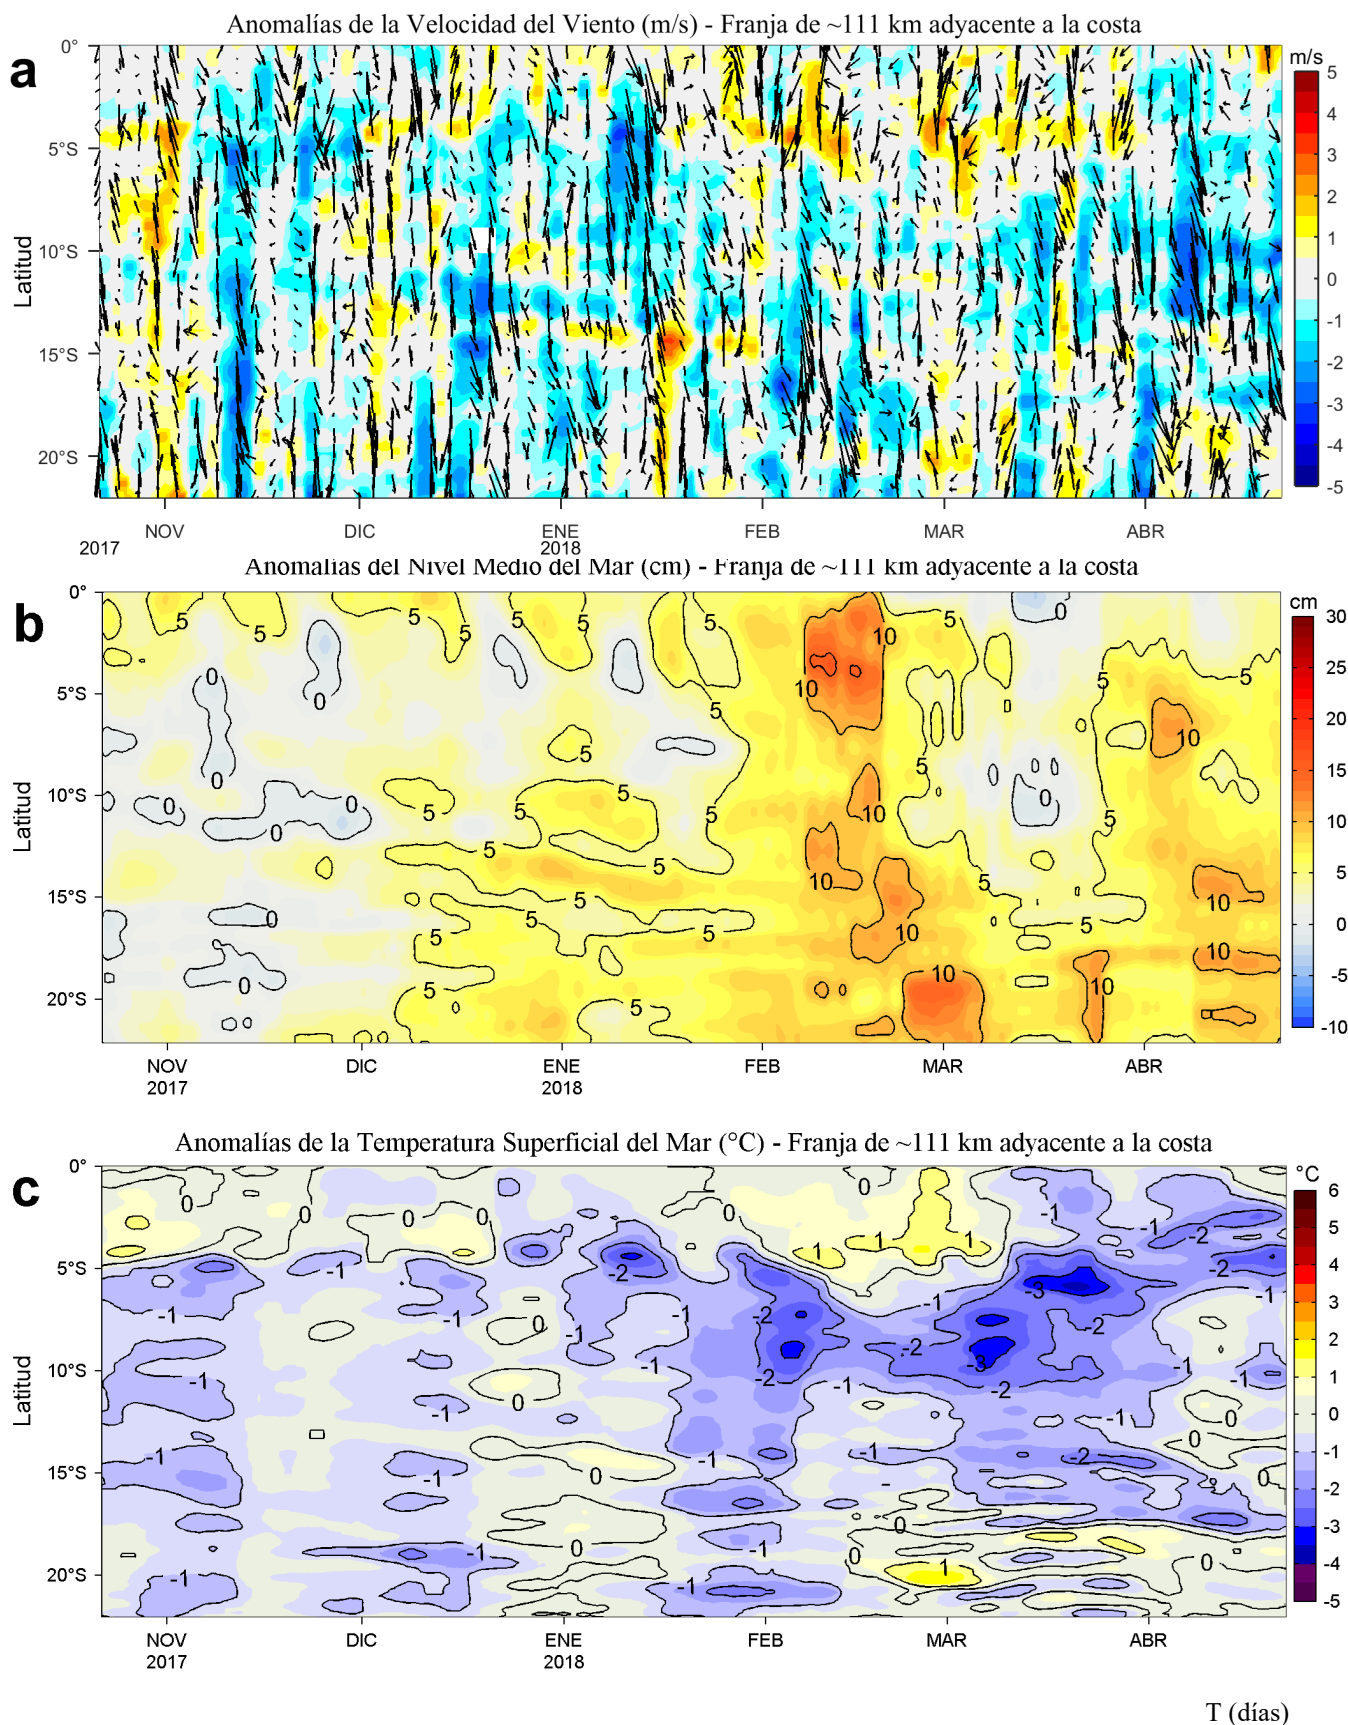 Anomalías de la Velocidad del Viento (m/s) - Franja de ~111 km adyacente a la costa
a
0°
5°S
10°S
15°S
20°S
Latitud
m/s
5
4
3
2
1
0
-1
-2
-3
-4
-5
NOV DIC ENE FEB MAR ABR
2017 2018
Anomalías del Nivel Medio del Mar (cm) - Franja de ~111 km adyacente a la costa
b
0°
5°S
10°S
15°S
20°S
Latitud
cm
30
25
20
15
10
5
0
-5
-10
NOV DIC ENE FEB MAR ABR
2017 2018
Anomalías de la Temperatura Superficial del Mar (°C) - Franja de ~111 km adyacente a la costa
c
0°
5°S
10°S
15°S
20°S
Latitud
°C
6
5
4
3
2
1
0
-1
-2
-3
-4
-5
NOV DIC ENE FEB MAR ABR
2017 2018
T (días)